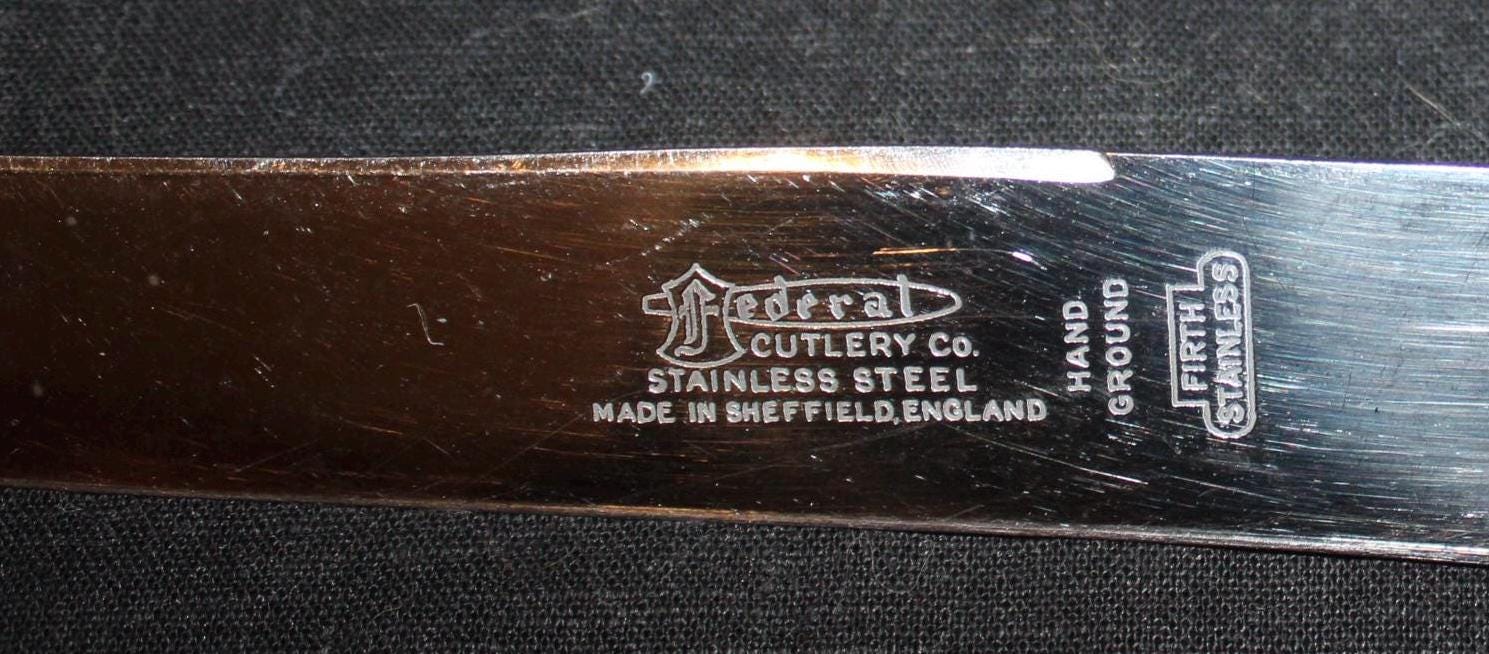 Federal
CUTLERY CO.
STAINLESS STEEL
MADE IN SHEFFIELD, ENGLAND
HAND
GROUND
FIRTH
STAINLESS